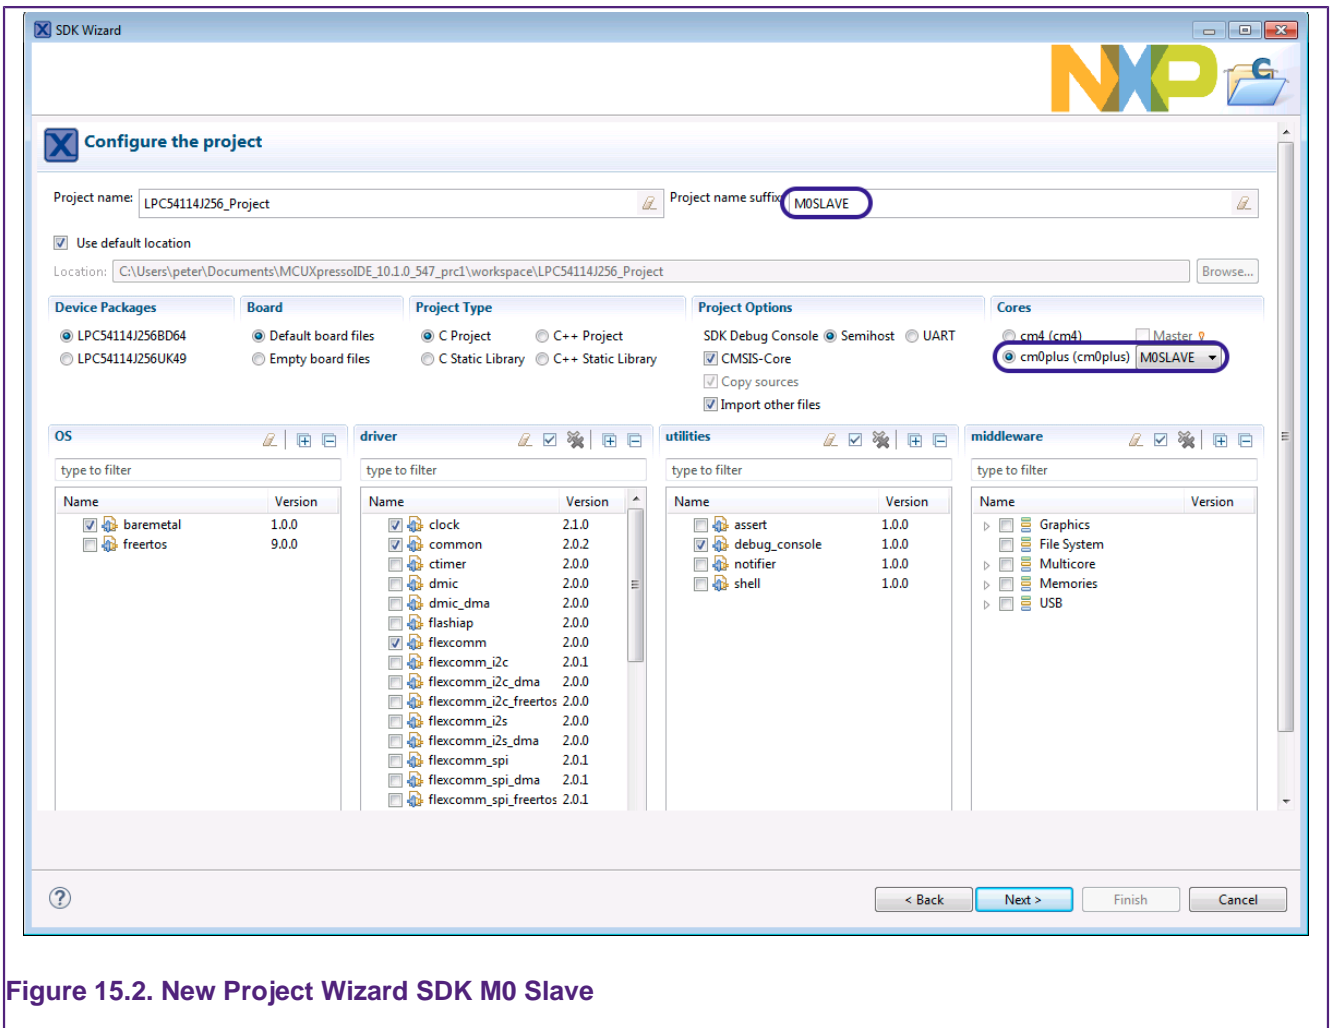 SDK Wizard
NXP
Configure the project
Project name: LPC54114J256_Project Project name suffix: M0SLAVE
Use default location
Location: C:\Users\peter\Documents\MCUXpressoIDE_10.1.0_547_prc1\workspace\LPC54114J256_Project Browse...
Device Packages Board Project Type Project Options Cores
LPC54114J256BD64 Default board files C Project C++ Project SDK Debug Console Semihost UART cm4 (cm4) Master
LPC54114J256UK49 Empty board files C Static Library C++ Static Library CMSIS-Core cm0plus (cm0plus) M0SLAVE
Copy sources
Import other files
OS driver utilities middleware
type to filter type to filter type to filter type to filter
Name Version Name Version Name Version Name Version
baremetal 1.0.0 clock 2.1.0 assert 1.0.0 Graphics
freertos 9.0.0 common 2.0.2 debug_console 1.0.0 File System
ctimer 2.0.0 notifier 1.0.0 Multicore
dmic 2.0.0 shell 1.0.0 Memories
dmic_dma 2.0.0 USB
flashiap 2.0.0
flexcomm 2.0.0
flexcomm_i2c 2.0.1
flexcomm_i2c_dma 2.0.0
flexcomm_i2c_freertos 2.0.0
flexcomm_i2s 2.0.0
flexcomm_i2s_dma 2.0.0
flexcomm_spi 2.0.1
flexcomm_spi_dma 2.0.1
flexcomm_spi_freertos 2.0.1
< Back Next > Finish Cancel
Figure 15.2. New Project Wizard SDK M0 Slave